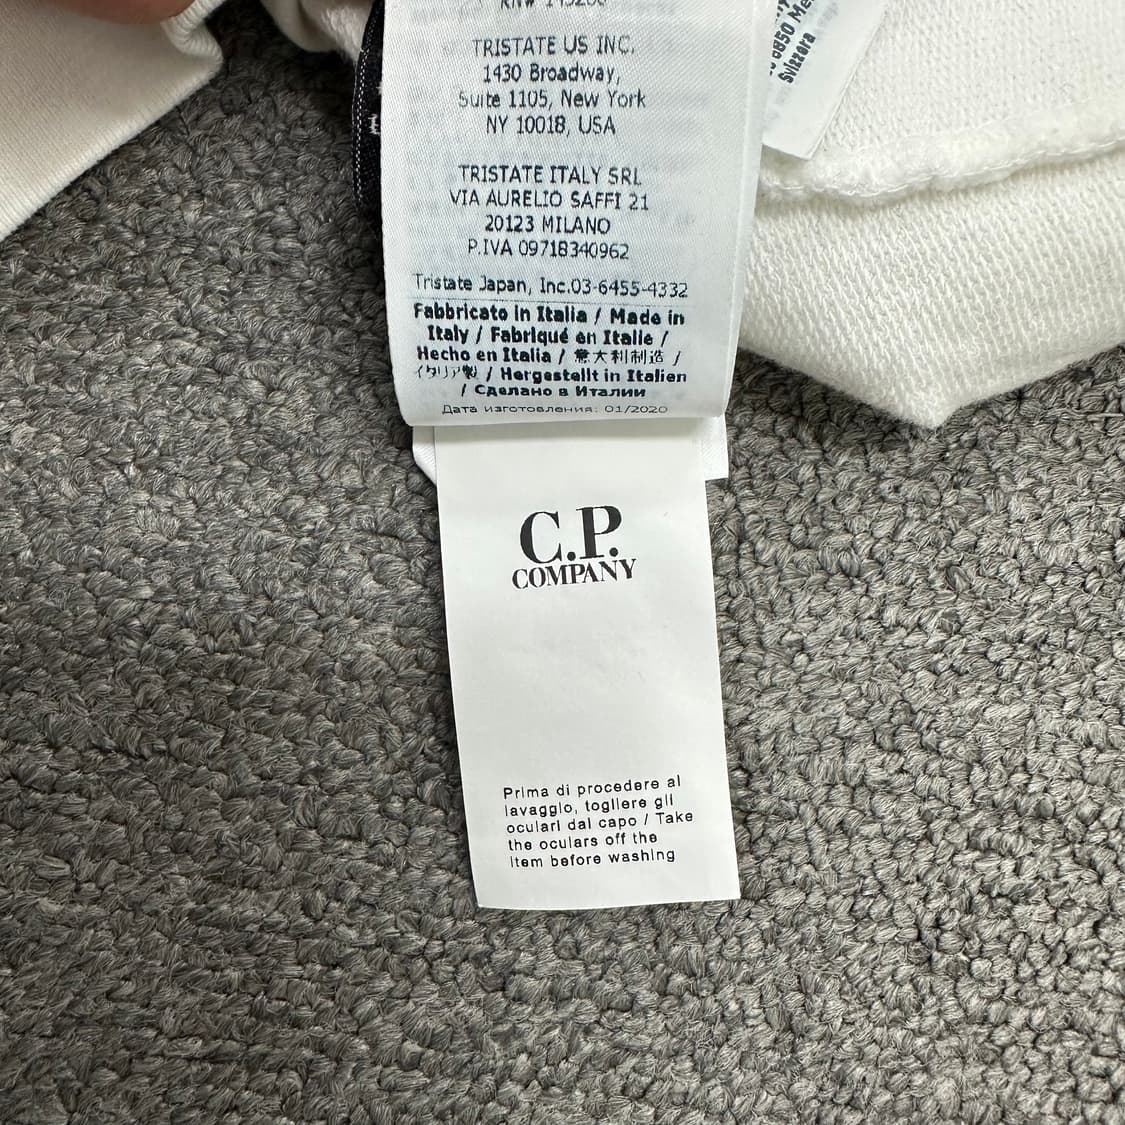 TRISTATE US INC.
1430 Broadway,
Suite 1105, New York
NY 10018, USA
TRISTATE ITALY SRL
VIA AURELIO SAFFI 21
20123 MILANO
P.IVA 09718340962
Tristate Japan, Inc.03-6455-4332
Fabbricato in Italia / Made in
Italy / Fabriqué en Italie /
Hecho en Italia / 意大利制造 /
イタリア製 / Hergestellt in Italien
/ Сделано в Италии
Дата изготовления: 01/2020
Svizzera
C.P.
COMPANY
Prima di procedere al
lavaggio, togliere gli
oculari dal capo / Take
the oculars off the
item before washing